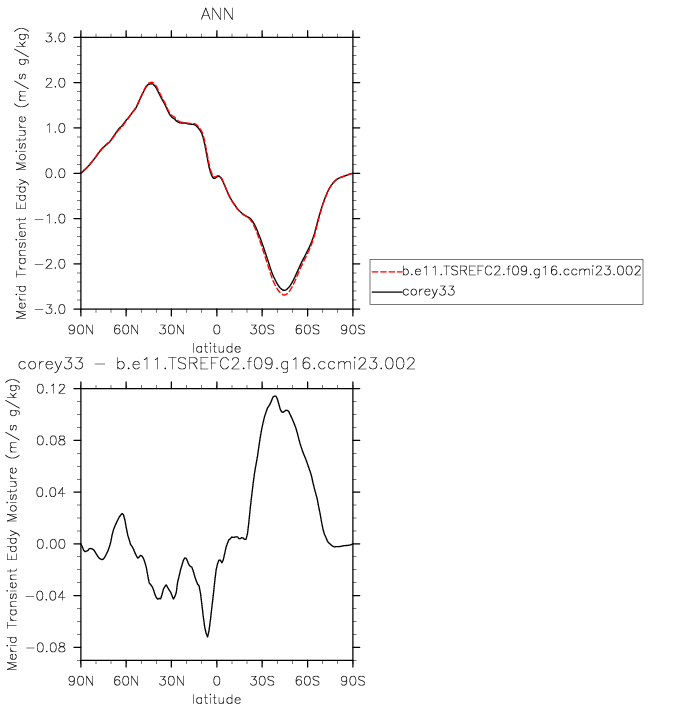 ANN
Merid Transient Eddy Moisture (m/s g/kg)
3.0
2.0
1.0
0.0
−1.0
−2.0
−3.0
90N 60N 30N 0 30S 60S 90S
latitude
b.e11.TSREFC2.f09.g16.ccmi23.002
corey33
corey33 − b.e11.TSREFC2.f09.g16.ccmi23.002
Merid Transient Eddy Moisture (m/s g/kg)
0.12
0.08
0.04
0.00
−0.04
−0.08
90N 60N 30N 0 30S 60S 90S
latitude